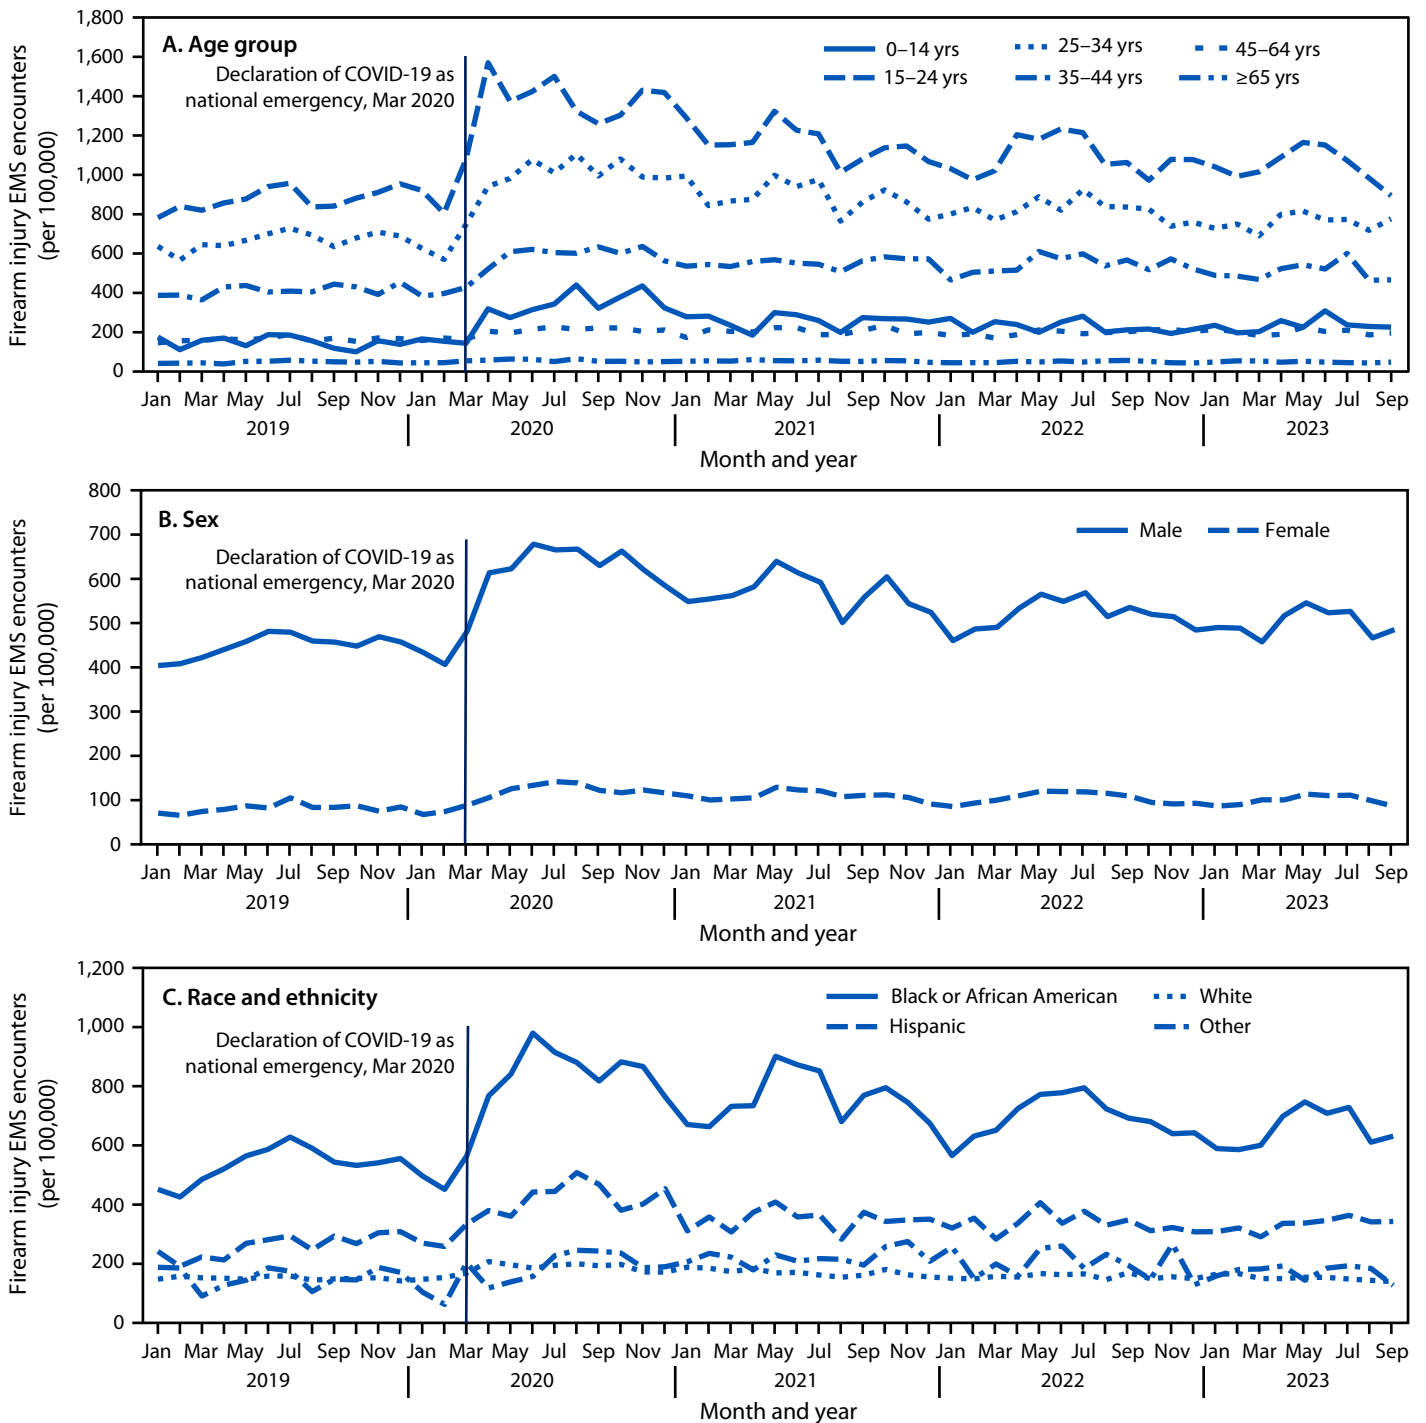 A. Age group
Declaration of COVID-19 as
national emergency, Mar 2020
0–14 yrs
15–24 yrs
25–34 yrs
35–44 yrs
45–64 yrs
≥65 yrs
Firearm injury EMS encounters
(per 100,000)
1,800
1,600
1,400
1,200
1,000
800
600
400
200
0
Jan Mar May Jul Sep Nov Jan Mar May Jul Sep Nov Jan Mar May Jul Sep Nov Jan Mar May Jul Sep Nov Jan Mar May Jul Sep
2019 2020 2021 2022 2023
Month and year
B. Sex
Declaration of COVID-19 as
national emergency, Mar 2020
Male Female
Firearm injury EMS encounters
(per 100,000)
800
700
600
500
400
300
200
100
0
Jan Mar May Jul Sep Nov Jan Mar May Jul Sep Nov Jan Mar May Jul Sep Nov Jan Mar May Jul Sep Nov Jan Mar May Jul Sep
2019 2020 2021 2022 2023
Month and year
C. Race and ethnicity
Declaration of COVID-19 as
national emergency, Mar 2020
Black or African American
Hispanic
White
Other
Firearm injury EMS encounters
(per 100,000)
1,200
1,000
800
600
400
200
0
Jan Mar May Jul Sep Nov Jan Mar May Jul Sep Nov Jan Mar May Jul Sep Nov Jan Mar May Jul Sep Nov Jan Mar May Jul Sep
2019 2020 2021 2022 2023
Month and year